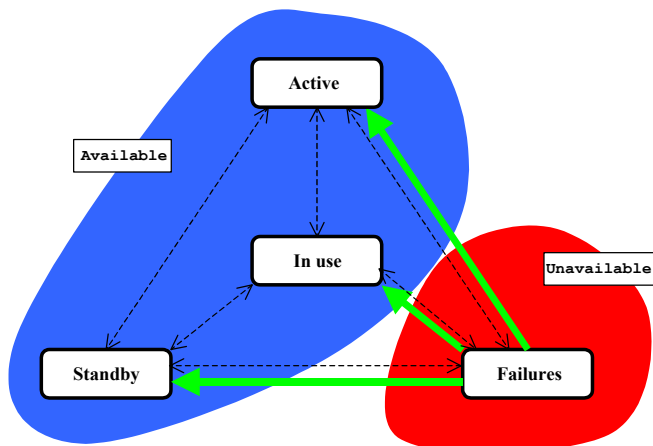 Active
Available
In use
Unavailable
Standby
Failures